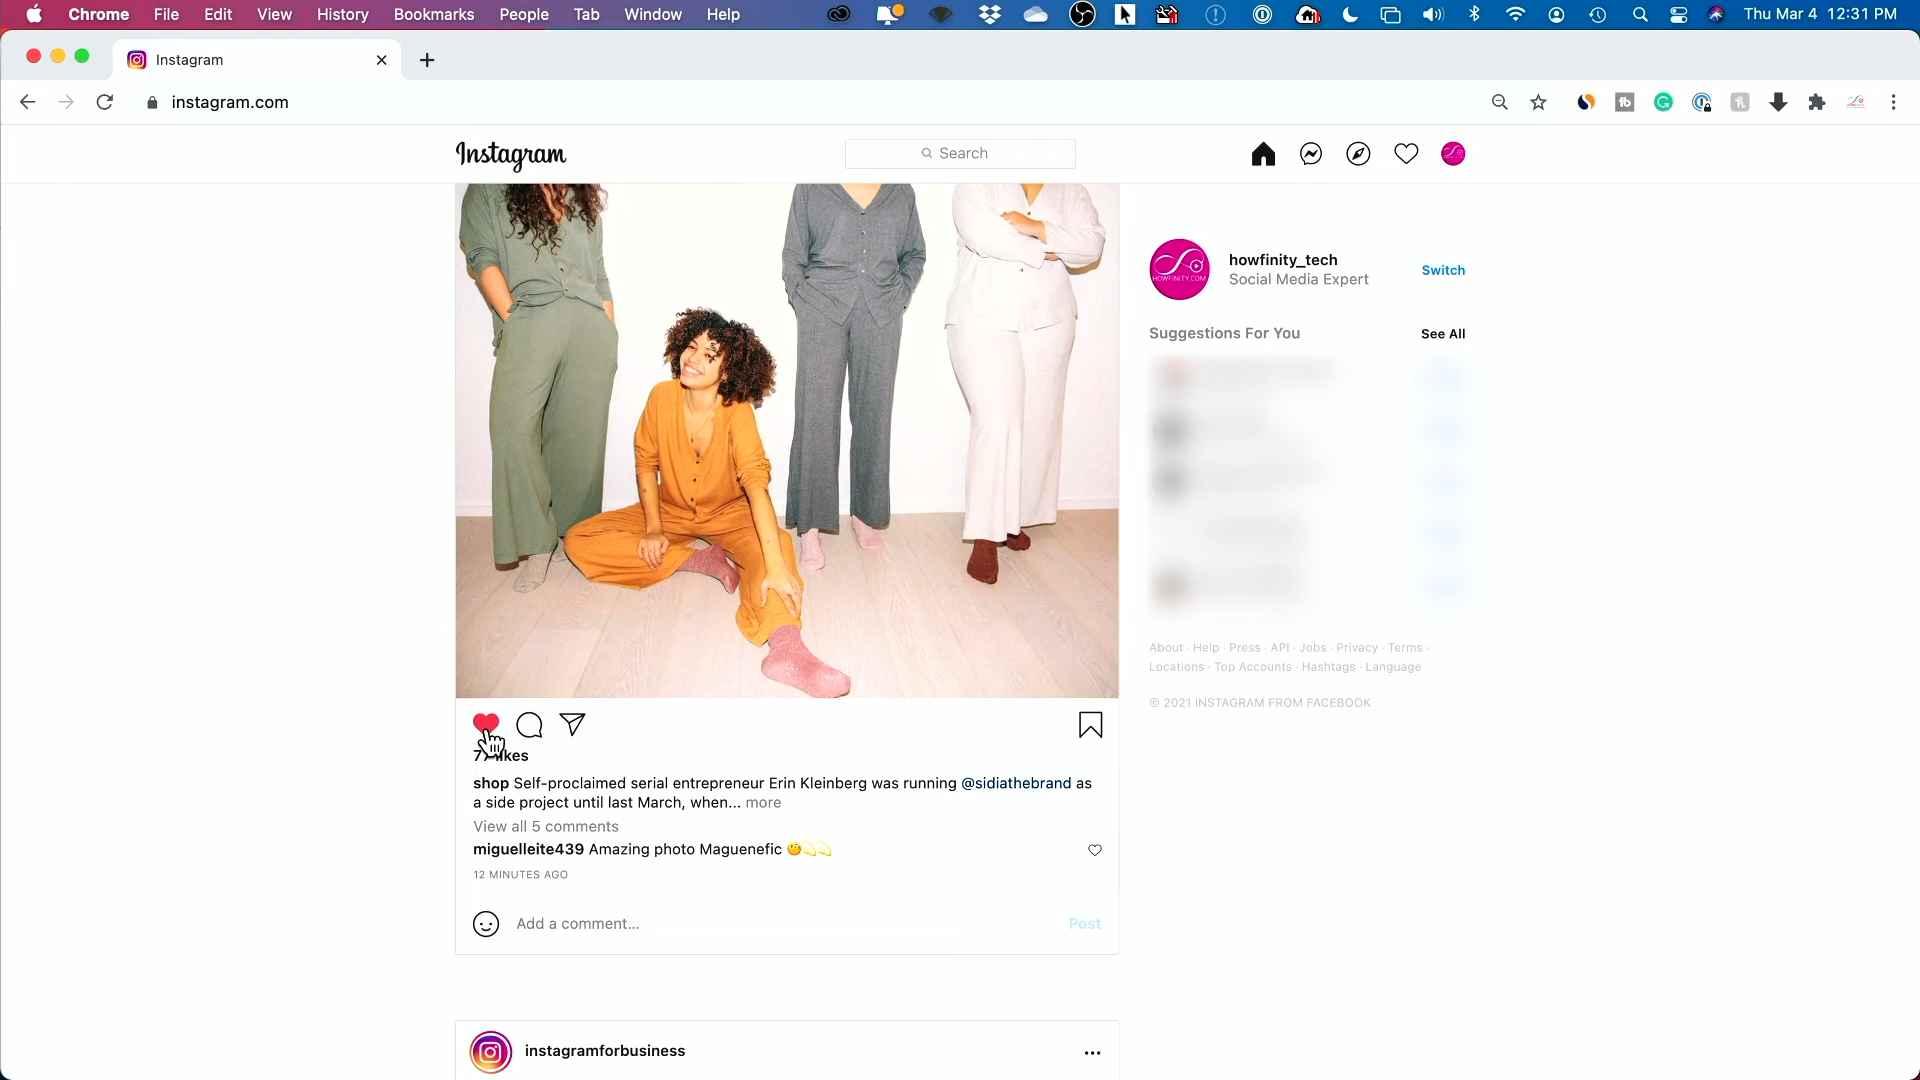 Chrome File Edit View History Bookmarks People Tab Window Help Thu Mar 4 12:31 PM
Instagram
instagram.com
Instagram
Search
howfinity_tech
Social Media Expert
Switch
Suggestions For You
See All
About · Help · Press · API · Jobs · Privacy · Terms ·
Locations · Top Accounts · Hashtags · Language
© 2021 INSTAGRAM FROM FACEBOOK
shop Self-proclaimed serial entrepreneur Erin Kleinberg was running @sidiathebrand as
a side project until last March, when... more
View all 5 comments
miguelleite439 Amazing photo Maguenefic
12 MINUTES AGO
Add a comment...
Post
instagramforbusiness